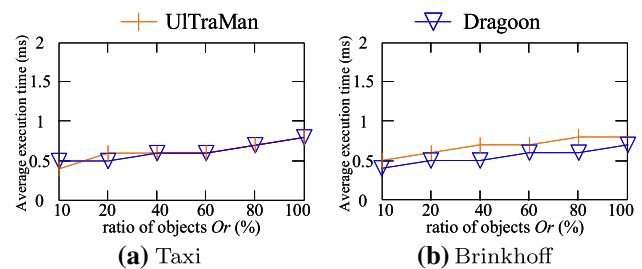 UlTraMan Dragoon
Average execution time (ms)
2
1.5
1
0.5
0
10 20 40 60 80 100
ratio of objects Or (%)
(a) Taxi
Average execution time (ms)
2
1.5
1
0.5
0
10 20 40 60 80 100
ratio of objects Or (%)
(b) Brinkhoff